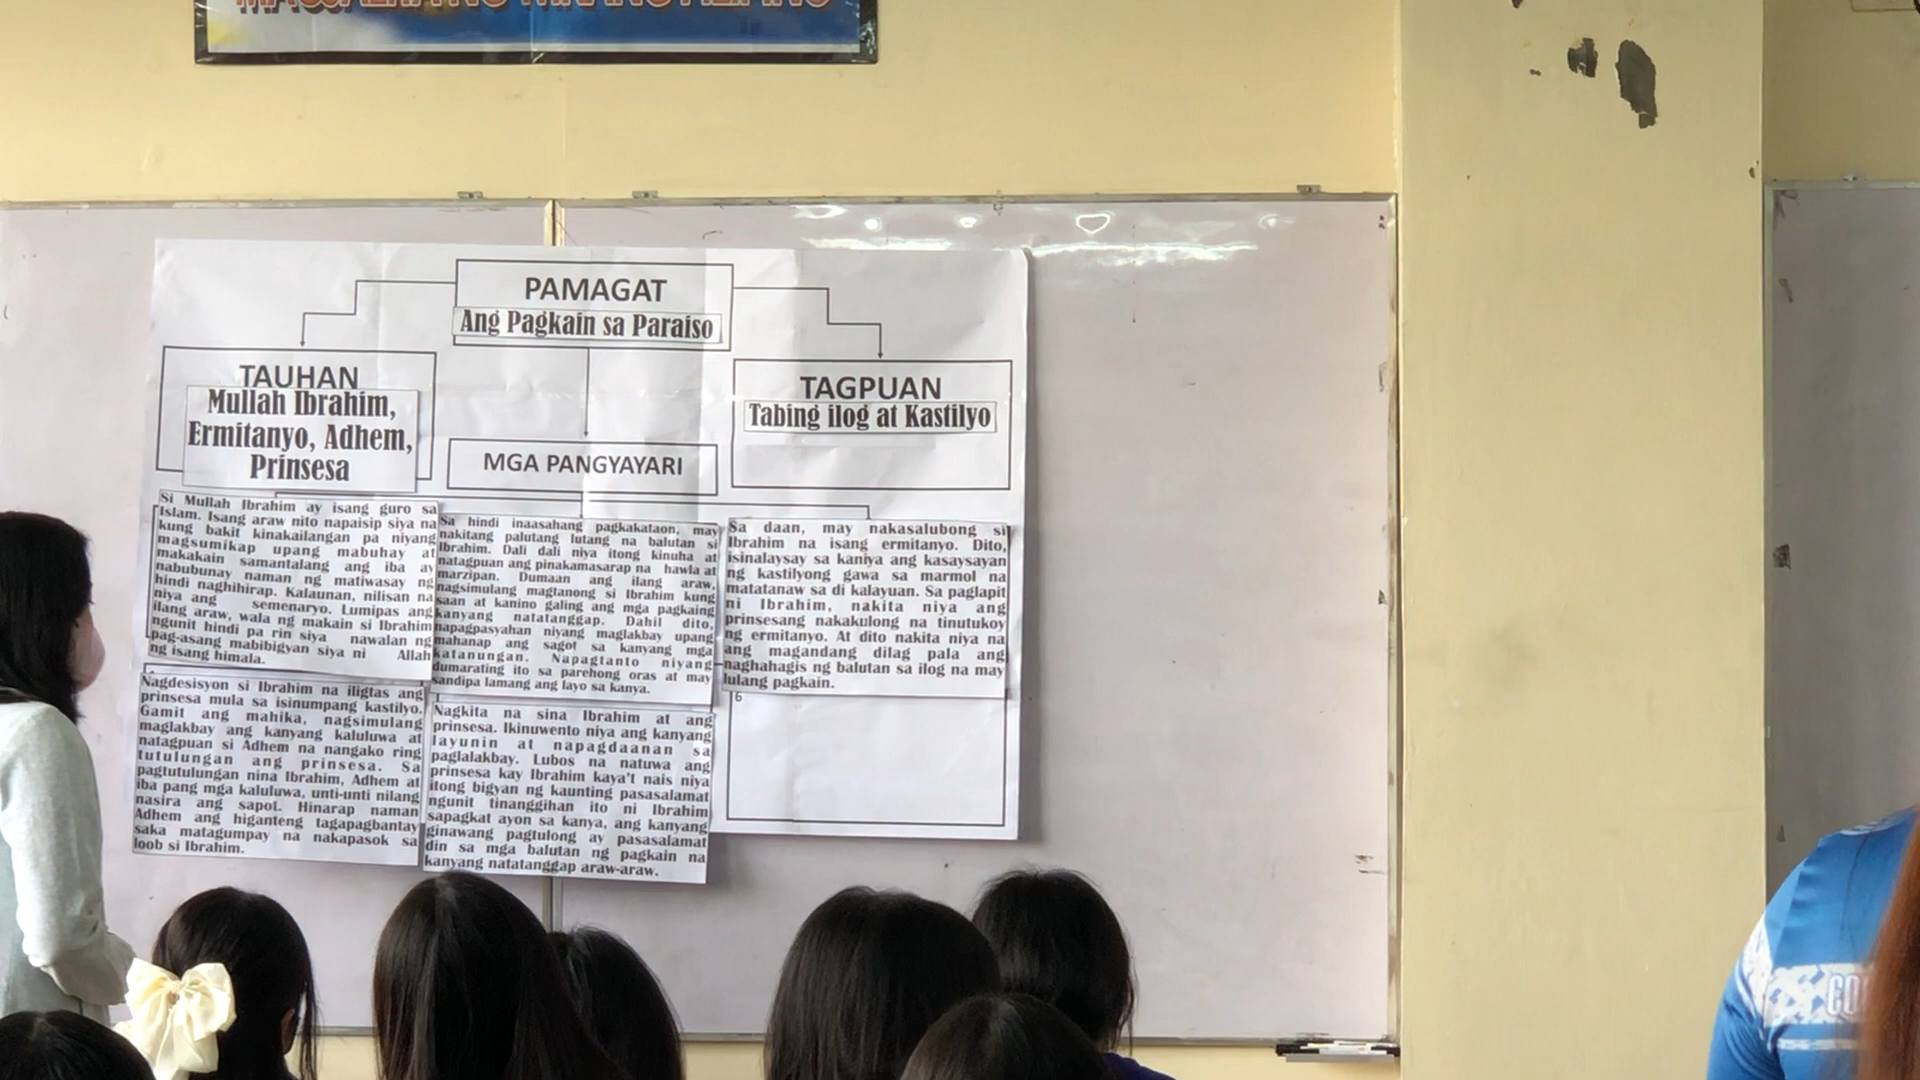 PAMAGAT
Ang Pagkain sa Paraiso
TAUHAN
Mullah Ibrahim,
Ermitanyo, Adhem,
Prinsesa
MGA PANGYAYARI
TAGPUAN
Tabing ilog at Kastilyo
Si Mullah Ibrahim ay isang guro sa
Islam. Isang araw nito napaisip siya na
kung bakit kinakailangan pa niyang
magsumikap upang mabuhay at
makakain samantalang ang iba ay
nabubunay naman ng matiwasay ng
hindi naghihirap. Kalaunan, nilisan na
niya ang semenaryo. Lumipas ang
ilang araw, wala ng makain si Ibrahim
ngunit hindi pa rin siya nawalan ng
pag-asang mabibigyan siya ni Allah
ng isang himala.
Sa hindi inaasahang pagkakataon, may
nakitang palutang lutang na balutan si
Ibrahim. Dali dali niya itong kinuha at
natagpuan ang pinakamasarap na hawla at
marzipan. Dumaan ang ilang araw,
nagsimulang magtanong si Ibrahim kung
saan at kanino galing ang mga pagkaing
kanyang natatanggap. Dahil dito,
napagpasyahan niyang maglakbay upang
mahanap ang sagot sa kanyang mga
katanungan. Napagtanto niyang
dumarating ito sa parehong oras at may
sandipa lamang ang layo sa kanya.
Sa daan, may nakasalubong si
Ibrahim na isang ermitanyo. Dito,
isinalaysay sa kaniya ang kasaysayan
ng kastilyong gawa sa marmol na
matatanaw sa di kalayuan. Sa paglapit
ni Ibrahim, nakita niya ang
prinsesang nakakulong na tinutukoy
ng ermitanyo. At dito nakita niya na
ang magandang dilag pala ang
naghahagis ng balutan sa ilog na may
lulang pagkain.
Nagdesisyon si Ibrahim na iligtas ang
prinsesa mula sa isinumpang kastilyo.
Gamit ang mahika, nagsimulang
maglakbay ang kanyang kaluluwa at
natagpuan si Adhem na nangako ring
tutulungan ang prinsesa. Sa
pagtutulungan nina Ibrahim, Adhem at
iba pang mga kaluluwa, unti-unti nilang
nasira ang sapot. Hinarap naman
Adhem ang higanteng tagapagbantay
saka matagumpay na nakapasok sa
loob si Ibrahim.
Nagkita na sina Ibrahim at ang
prinsesa. Ikinuwento niya ang kanyang
layunin at napagdaanan sa
paglalakbay. Lubos na natuwa ang
prinsesa kay Ibrahim kaya't nais niya
itong bigyan ng kaunting pasasalamat
ngunit tinanggihan ito ni Ibrahim
sapagkat ayon sa kanya, ang kanyang
ginawang pagtulong ay pasasalamat
din sa mga balutan ng pagkain na
kanyang natatanggap araw-araw.
6